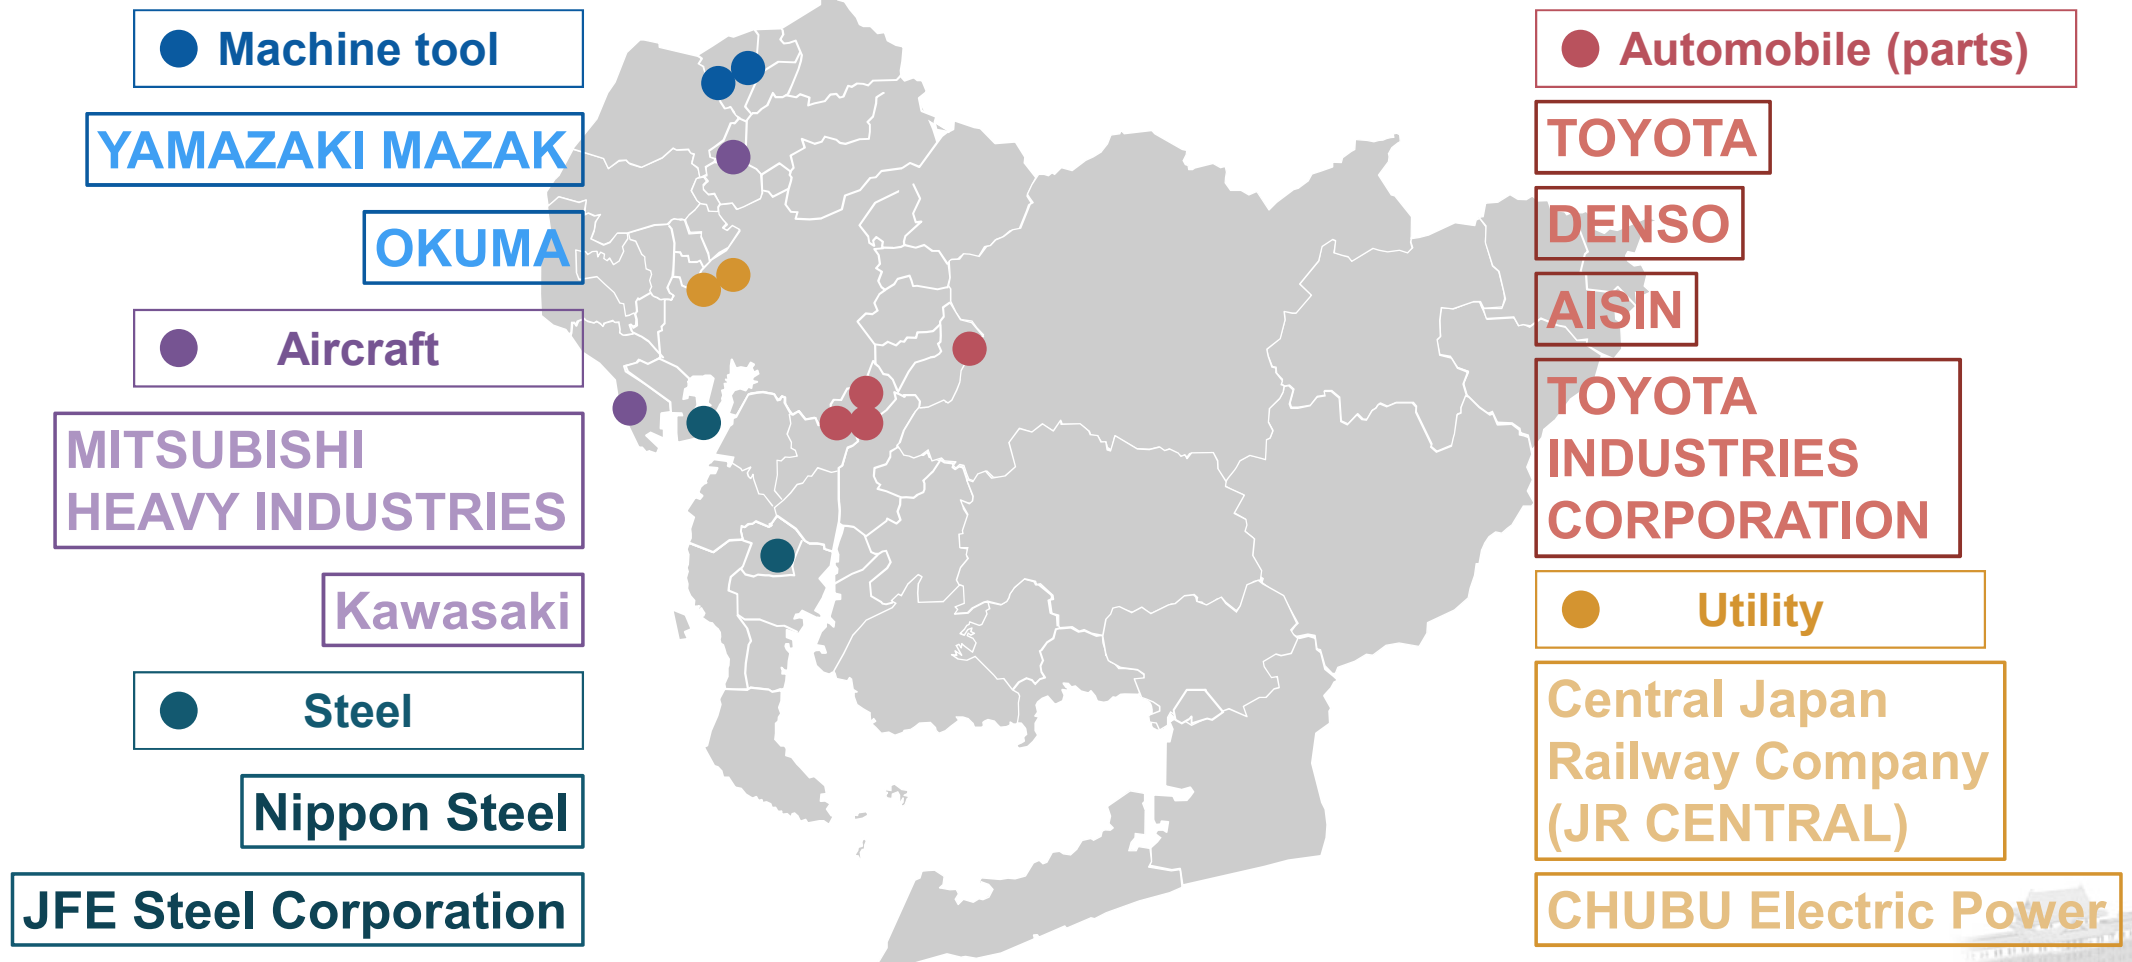 Machine tool
YAMAZAKI MAZAK
OKUMA
Aircraft
MITSUBISHI
HEAVY INDUSTRIES
Kawasaki
Steel
Nippon Steel
JFE Steel Corporation
Automobile (parts)
TOYOTA
DENSO
AISIN
TOYOTA
INDUSTRIES
CORPORATION
Utility
Central Japan
Railway Company
(JR CENTRAL)
CHUBU Electric Power